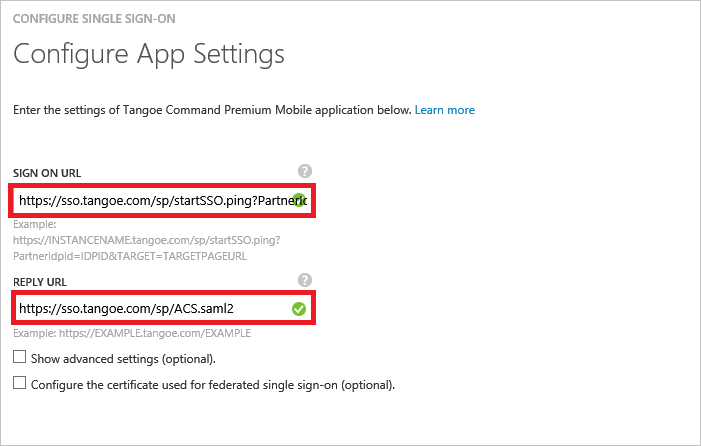 CONFIGURE SINGLE SIGN-ON
Configure App Settings
Enter the settings of Tangoe Command Premium Mobile application below. Learn more
SIGN ON URL ?
https://sso.tangoe.com/sp/startSSO.ping?Partneric
Example:
https://INSTANCENAME.tangoe.com/sp/startSSO.ping?
PartnerIdpId=IDPID&TARGET=TARGETPAGEURL
REPLY URL ?
https://sso.tangoe.com/sp/ACS.saml2
Example: https://EXAMPLE.tangoe.com/EXAMPLE
Show advanced settings (optional).
Configure the certificate used for federated single sign-on (optional).